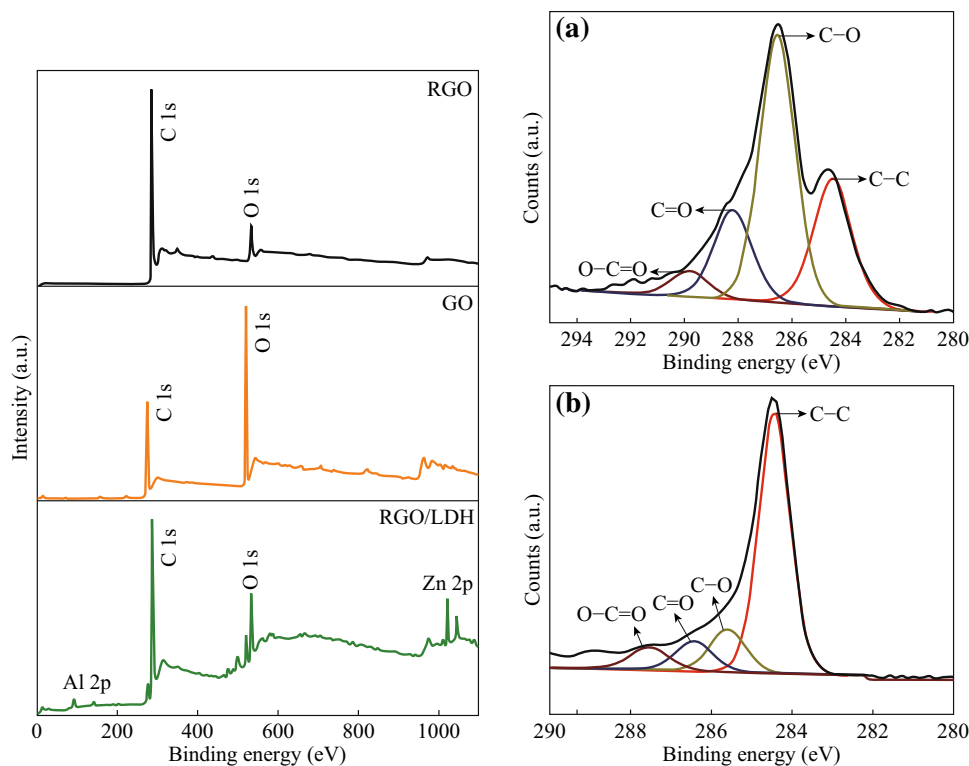 RGO
C 1s
O 1s
GO
C 1s
O 1s
RGO/LDH
C 1s
O 1s
Zn 2p
Al 2p
Intensity (a.u.)
0 200 400 600 800 1000
Binding energy (eV)
(a)
C−O
C−C
C=O
O−C=O
Counts (a.u.)
294 292 290 288 286 284 282 280
Binding energy (eV)
(b)
C−C
C−O
C=O
O−C=O
Counts (a.u.)
290 288 286 284 282 280
Binding energy (eV)